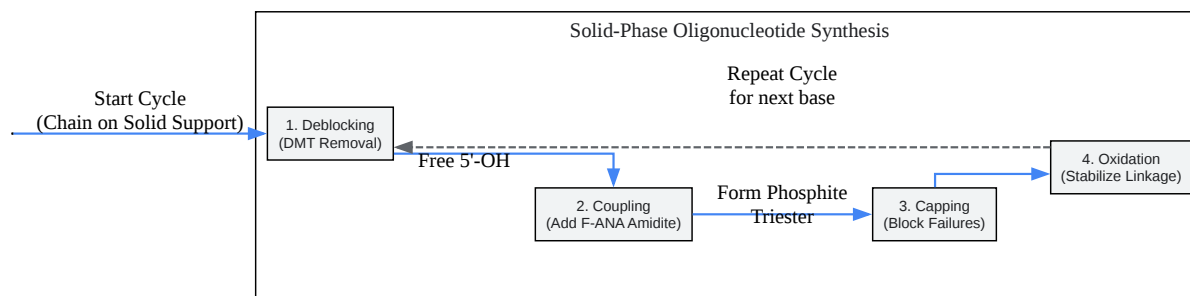 Solid-Phase Oligonucleotide Synthesis
Repeat Cycle
for next base
Start Cycle
(Chain on Solid Support)
1. Deblocking
(DMT Removal)
Free 5'-OH
4. Oxidation
(Stabilize Linkage)
2. Coupling
(Add F-ANA Amidite)
Form Phosphite
Triester
3. Capping
(Block Failures)